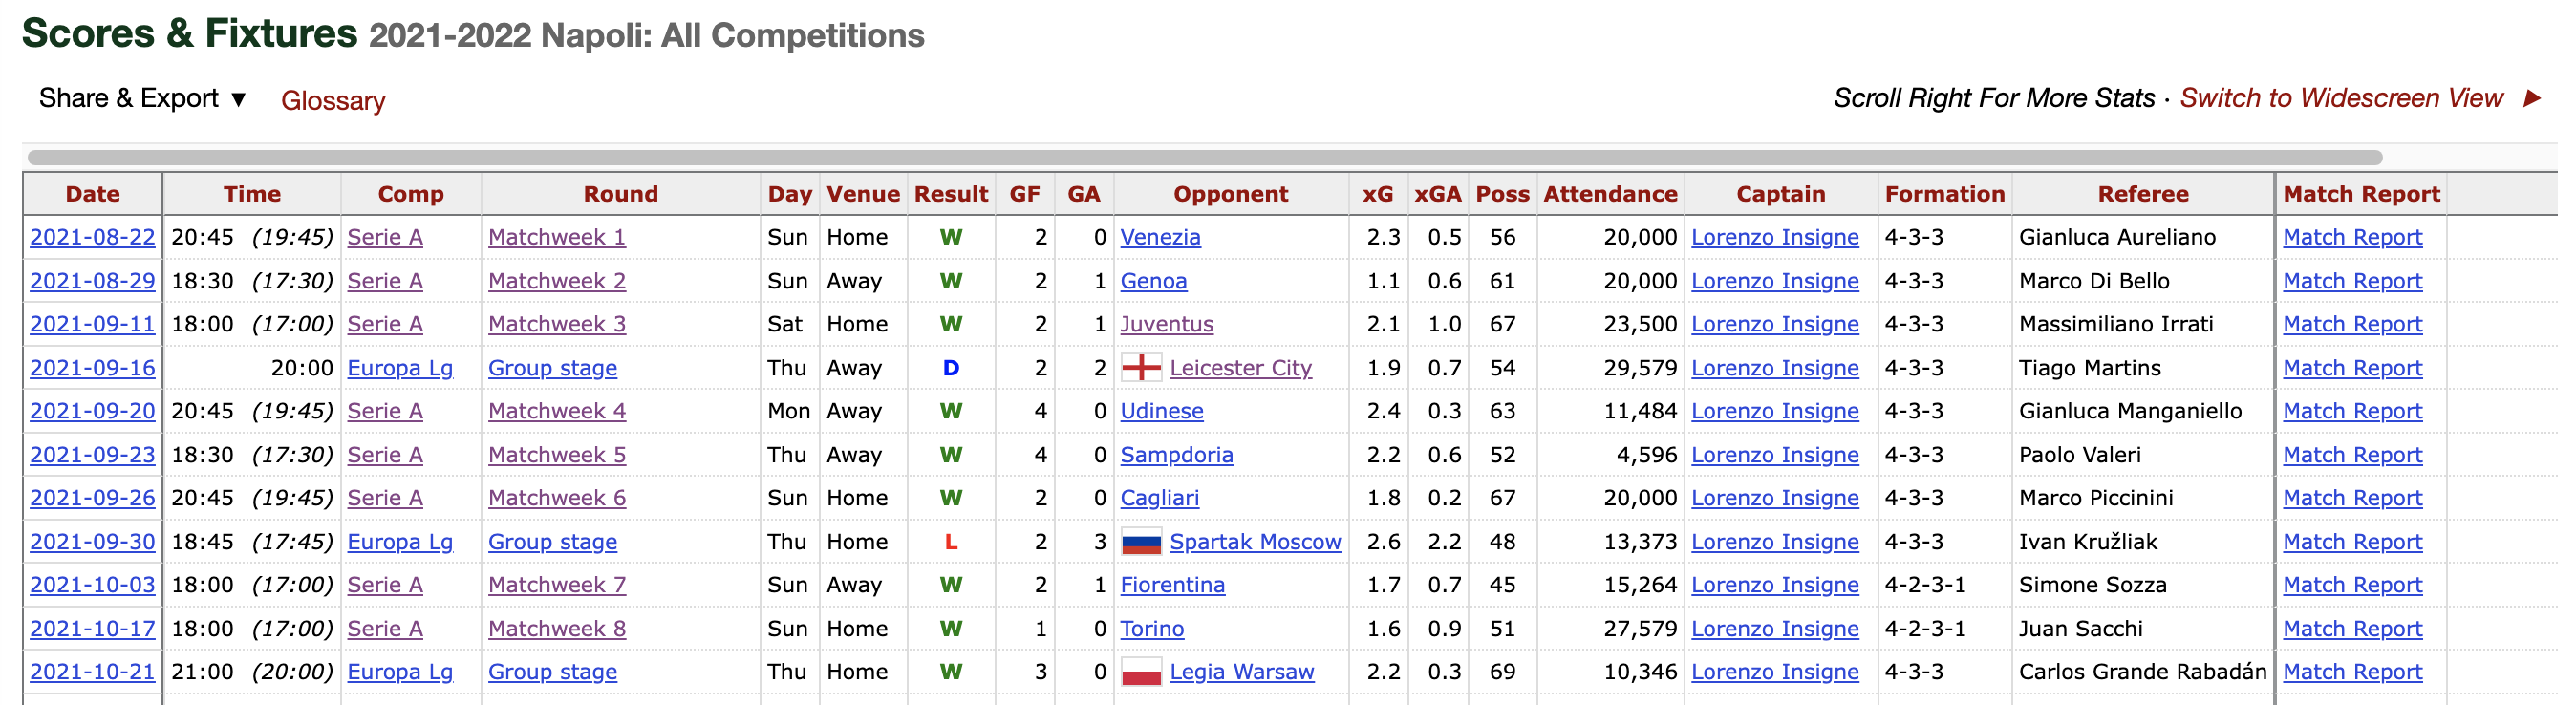 Scores & Fixtures 2021-2022 Napoli: All Competitions
Share & Export ▼ Glossary Scroll Right For More Stats · Switch to Widescreen View ►
Date Time Comp Round Day Venue Result GF GA Opponent xG xGA Poss Attendance Captain Formation Referee Match Report
2021-08-22 20:45 (19:45) Serie A Matchweek 1 Sun Home W 2 0 Venezia 2.3 0.5 56 20,000 Lorenzo Insigne 4-3-3 Gianluca Aureliano Match Report
2021-08-29 18:30 (17:30) Serie A Matchweek 2 Sun Away W 2 1 Genoa 1.1 0.6 61 20,000 Lorenzo Insigne 4-3-3 Marco Di Bello Match Report
2021-09-11 18:00 (17:00) Serie A Matchweek 3 Sat Home W 2 1 Juventus 2.1 1.0 67 23,500 Lorenzo Insigne 4-3-3 Massimiliano Irrati Match Report
2021-09-16 20:00 Europa Lg Group stage Thu Away D 2 2 Leicester City 1.9 0.7 54 29,579 Lorenzo Insigne 4-3-3 Tiago Martins Match Report
2021-09-20 20:45 (19:45) Serie A Matchweek 4 Mon Away W 4 0 Udinese 2.4 0.3 63 11,484 Lorenzo Insigne 4-3-3 Gianluca Manganiello Match Report
2021-09-23 18:30 (17:30) Serie A Matchweek 5 Thu Away W 4 0 Sampdoria 2.2 0.6 52 4,596 Lorenzo Insigne 4-3-3 Paolo Valeri Match Report
2021-09-26 20:45 (19:45) Serie A Matchweek 6 Sun Home W 2 0 Cagliari 1.8 0.2 67 20,000 Lorenzo Insigne 4-3-3 Marco Piccinini Match Report
2021-09-30 18:45 (17:45) Europa Lg Group stage Thu Home L 2 3 Spartak Moscow 2.6 2.2 48 13,373 Lorenzo Insigne 4-3-3 Ivan Kružliak Match Report
2021-10-03 18:00 (17:00) Serie A Matchweek 7 Sun Away W 2 1 Fiorentina 1.7 0.7 45 15,264 Lorenzo Insigne 4-2-3-1 Simone Sozza Match Report
2021-10-17 18:00 (17:00) Serie A Matchweek 8 Sun Home W 1 0 Torino 1.6 0.9 51 27,579 Lorenzo Insigne 4-2-3-1 Juan Sacchi Match Report
2021-10-21 21:00 (20:00) Europa Lg Group stage Thu Home W 3 0 Legia Warsaw 2.2 0.3 69 10,346 Lorenzo Insigne 4-3-3 Carlos Grande Rabadán Match Report